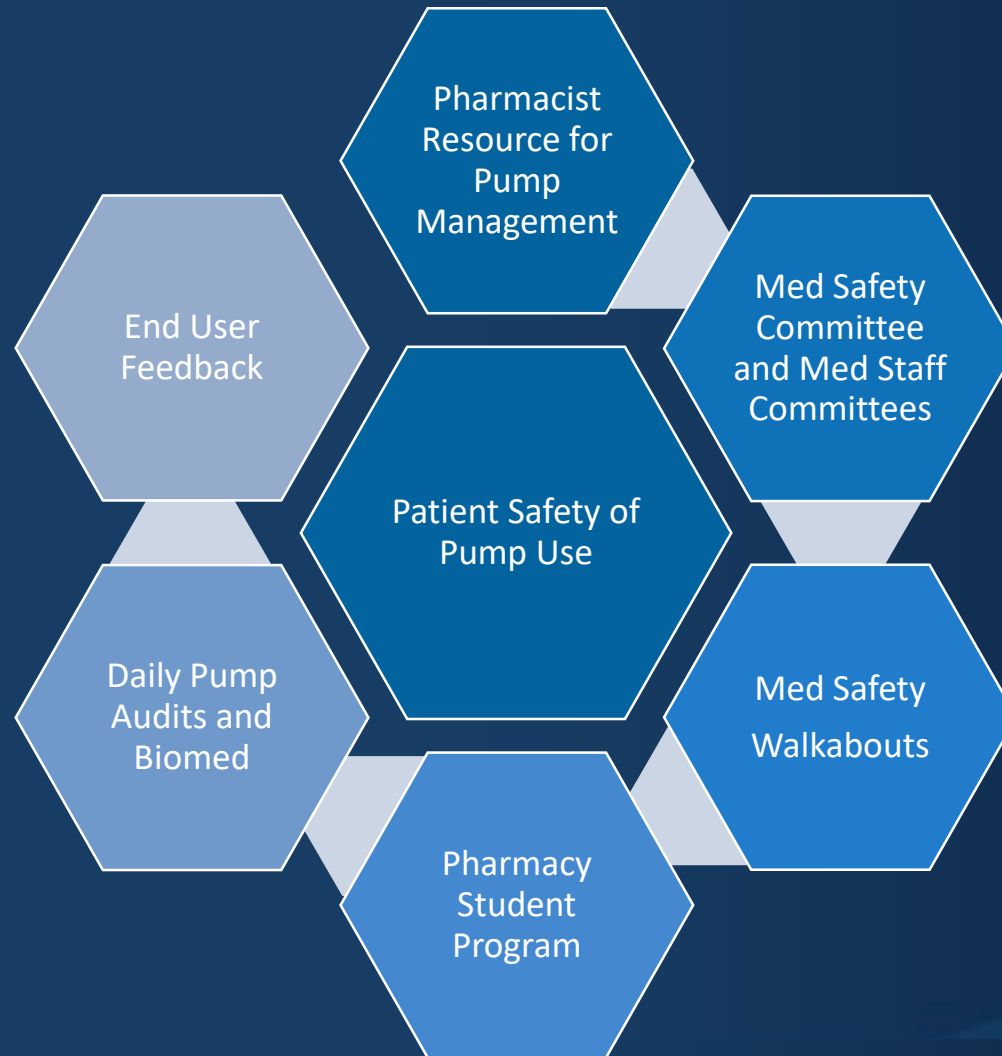 Pharmacist
Resource for
Pump
Management
Med Safety
Committee
and Med Staff
Committees
Med Safety
Walkabouts
Pharmacy
Student
Program
Daily Pump
Audits and
Biomed
End User
Feedback
Patient Safety of
Pump Use